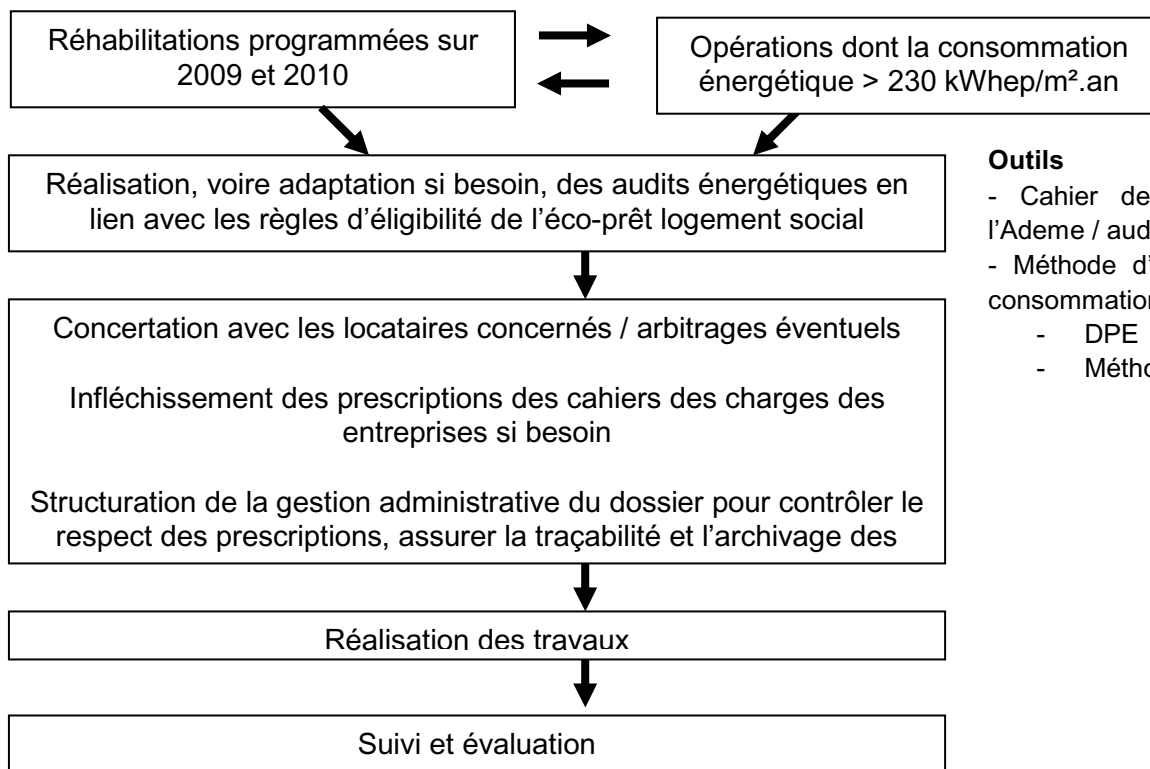 Réhabilitations programmées sur
2009 et 2010
Opérations dont la consommation
énergétique > 230 kWhep/m².an
Réalisation, voire adaptation si besoin, des audits énergétiques en
lien avec les règles d’éligibilité de l’éco-prêt logement social
Outils
- Cahier de
l’Ademe / aud
- Méthode d’
consommation
- DPE
- Métho
Concertation avec les locataires concernés / arbitrages éventuels
Infléchissement des prescriptions des cahiers des charges des
entreprises si besoin
Structuration de la gestion administrative du dossier pour contrôler le
respect des prescriptions, assurer la traçabilité et l’archivage des
Réalisation des travaux
Suivi et évaluation